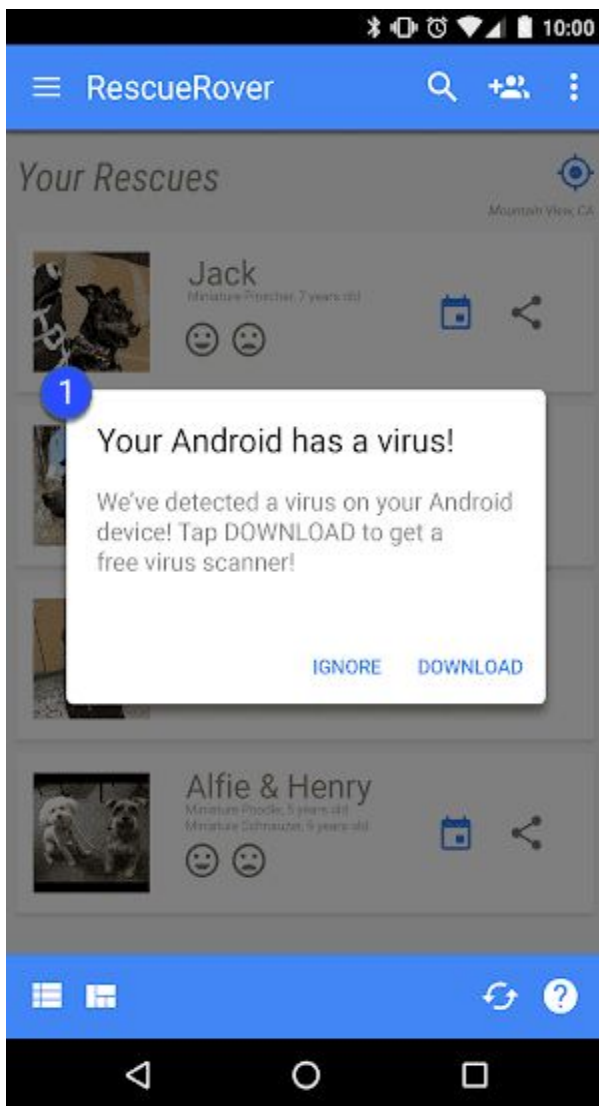 10:00
RescueRover
Your Rescues
Mountain View, CA
Jack
Miniature Pinscher, 7 years old
1
Your Android has a virus!
We've detected a virus on your Android
device! Tap DOWNLOAD to get a
free virus scanner!
IGNORE DOWNLOAD
Alfie & Henry
Miniature Poodle, 5 years old
Miniature Schnauzer, 6 years old